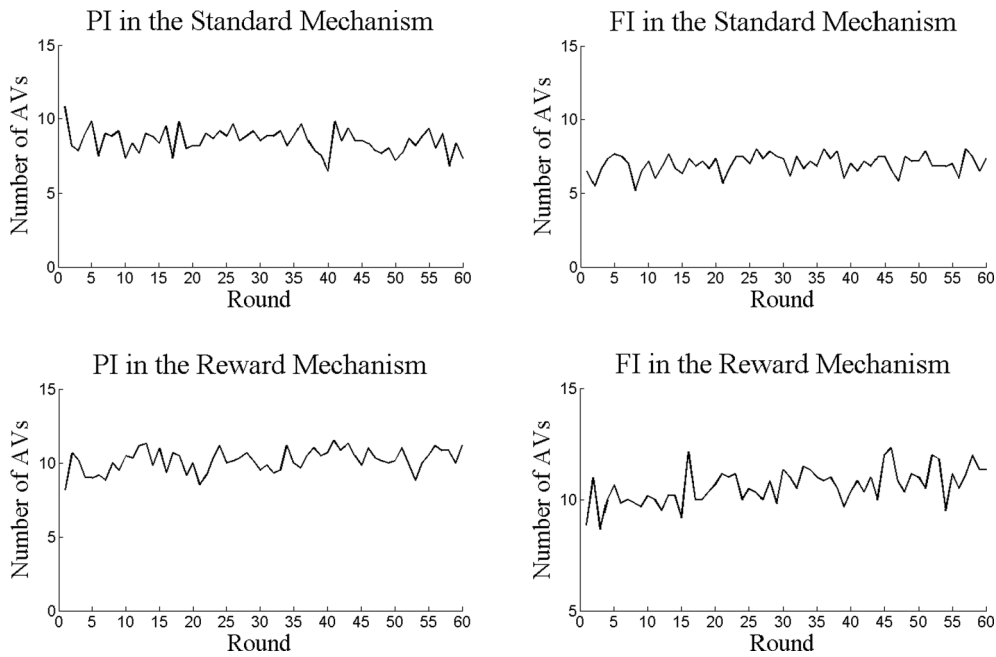 PI in the Standard Mechanism
15
10
5
0
Number of AVs
0 5 10 15 20 25 30 35 40 45 50 55 60
Round
FI in the Standard Mechanism
15
10
5
0
Number of AVs
0 5 10 15 20 25 30 35 40 45 50 55 60
Round
PI in the Reward Mechanism
15
10
5
0
Number of AVs
0 5 10 15 20 25 30 35 40 45 50 55 60
Round
FI in the Reward Mechanism
15
10
5
Number of AVs
0 5 10 15 20 25 30 35 40 45 50 55 60
Round